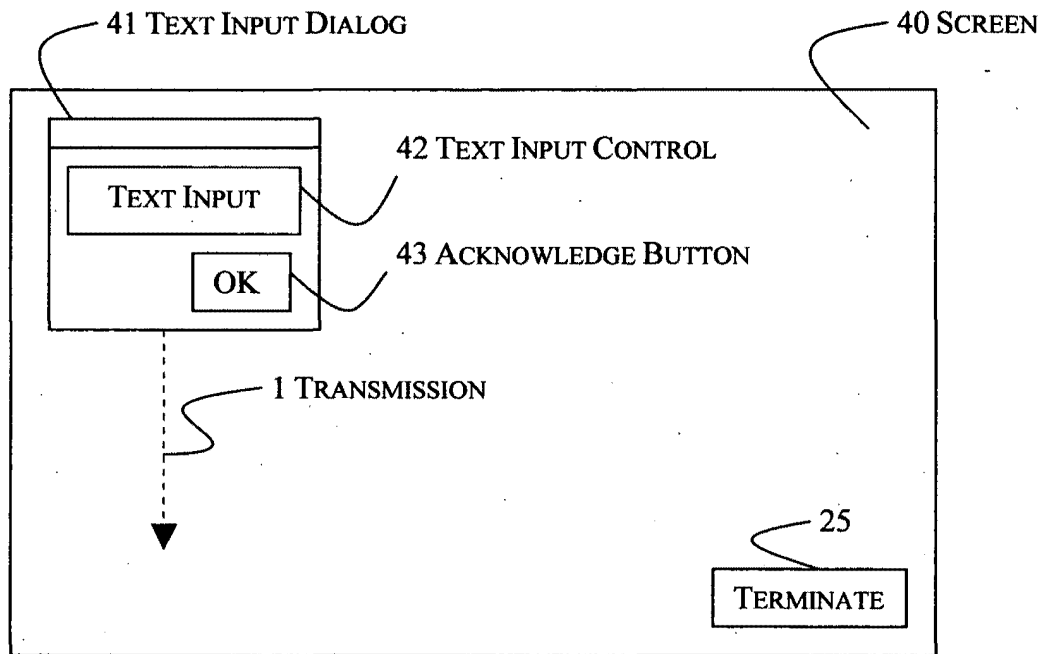 41 TEXT INPUT DIALOG
40 SCREEN
42 TEXT INPUT CONTROL
TEXT INPUT
43 ACKNOWLEDGE BUTTON
OK
1 TRANSMISSION
25
TERMINATE